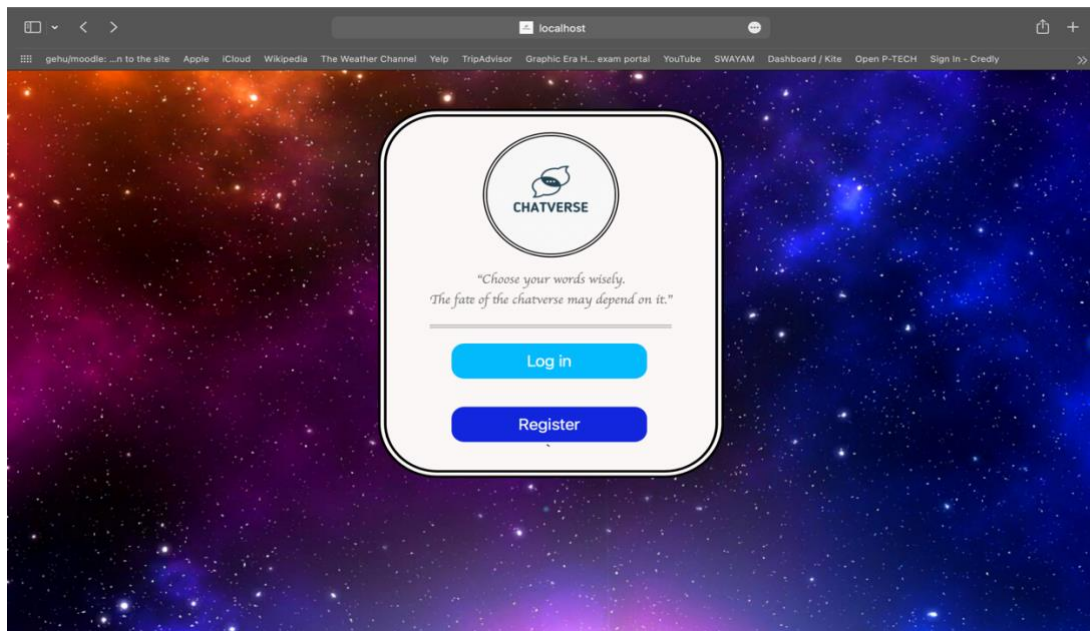 localhost
gehu/moodle: ...n to the site Apple iCloud Wikipedia The Weather Channel Yelp TripAdvisor Graphic Era H... exam portal YouTube SWAYAM Dashboard / Kite Open P-TECH Sign In - Credly
CHATVERSE
"Choose your words wisely.
The fate of the chatverse may depend on it."
Log in
Register
`